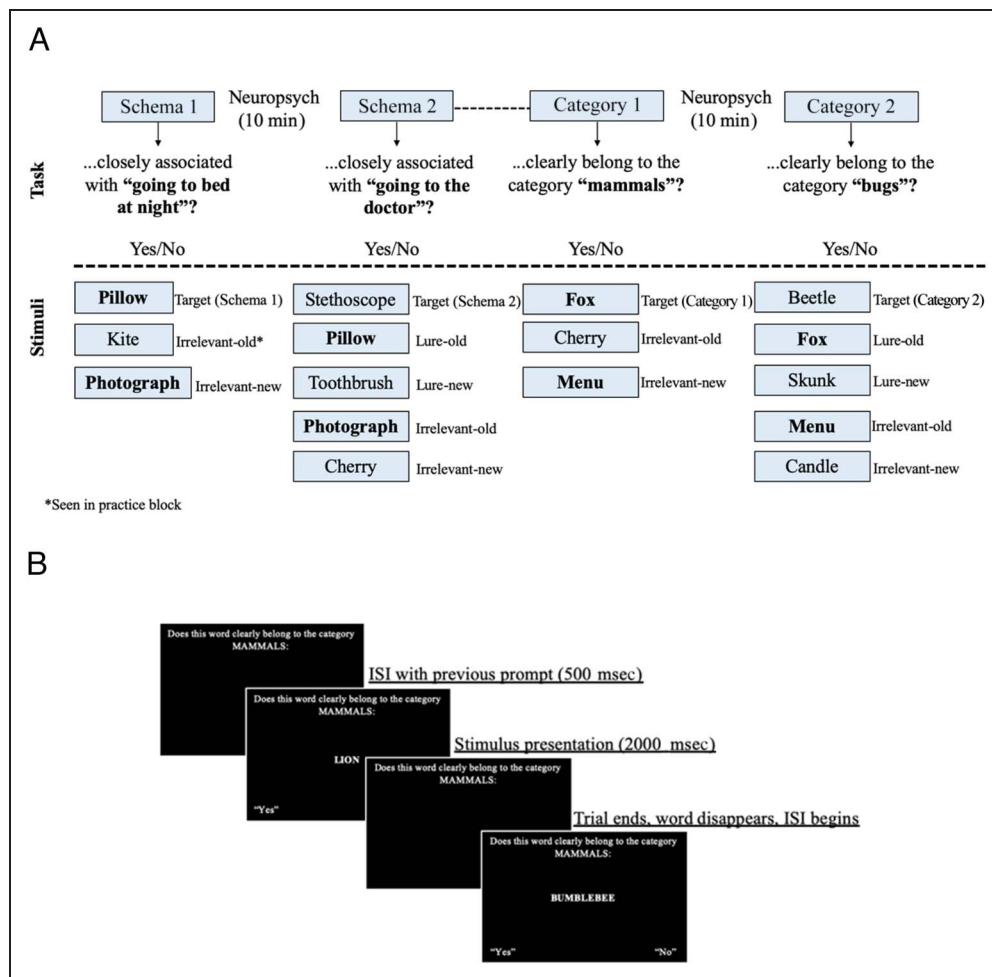 A
Schema 1
Neuropsych
(10 min)
Schema 2
Category 1
Neuropsych
(10 min)
Category 2
Task
...closely associated
with “going to bed
at night”?
...closely associated
with “going to the
doctor”?
...clearly belong to the
category “mammals”?
...clearly belong to the
category “bugs”?
Yes/No
Yes/No
Yes/No
Yes/No
Stimuli
Pillow Target (Schema 1)
Kite Irrelevant-old*
Photograph Irrelevant-new
Stethoscope Target (Schema 2)
Pillow Lure-old
Toothbrush Lure-new
Photograph Irrelevant-old
Cherry Irrelevant-new
Fox Target (Category 1)
Cherry Irrelevant-old
Menu Irrelevant-new
Beetle Target (Category 2)
Fox Lure-old
Skunk Lure-new
Menu Irrelevant-old
Candle Irrelevant-new
*Seen in practice block
B
Does this word clearly belong to the category
MAMMALS:
ISI with previous prompt (500 msec)
Does this word clearly belong to the category
MAMMALS:
LION
“Yes”
Stimulus presentation (2000 msec)
Does this word clearly belong to the category
MAMMALS:
Trial ends, word disappears, ISI begins
Does this word clearly belong to the category
MAMMALS:
BUMBLEBEE
“Yes” “No”